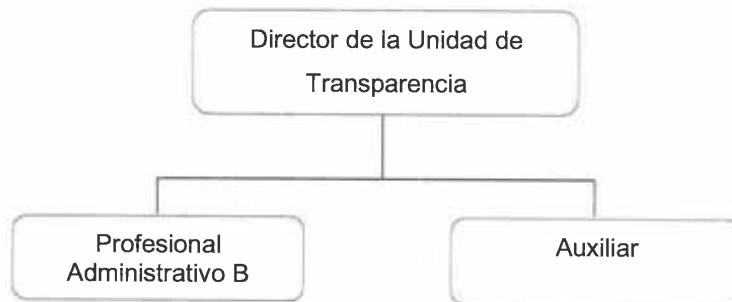 Director de la Unidad de
Transparencia
Profesional
Administrativo B
Auxiliar